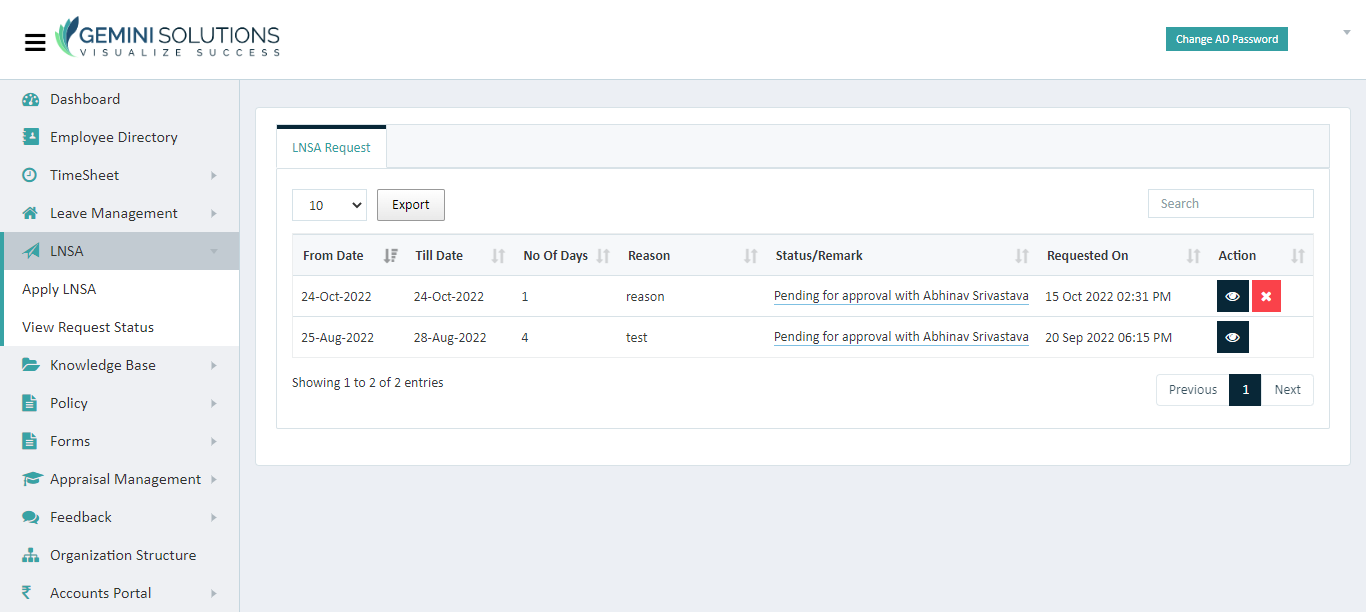 GEMINI SOLUTIONS
VISUALIZE SUCCESS
Change AD Password
Dashboard
Employee Directory
TimeSheet
Leave Management
LNSA
Apply LNSA
View Request Status
Knowledge Base
Policy
Forms
Appraisal Management
Feedback
Organization Structure
Accounts Portal
LNSA Request
10 Export Search
From Date Till Date No Of Days Reason Status/Remark Requested On Action
24-Oct-2022 24-Oct-2022 1 reason Pending for approval with Abhinav Srivastava 15 Oct 2022 02:31 PM
25-Aug-2022 28-Aug-2022 4 test Pending for approval with Abhinav Srivastava 20 Sep 2022 06:15 PM
Showing 1 to 2 of 2 entries
Previous 1 Next